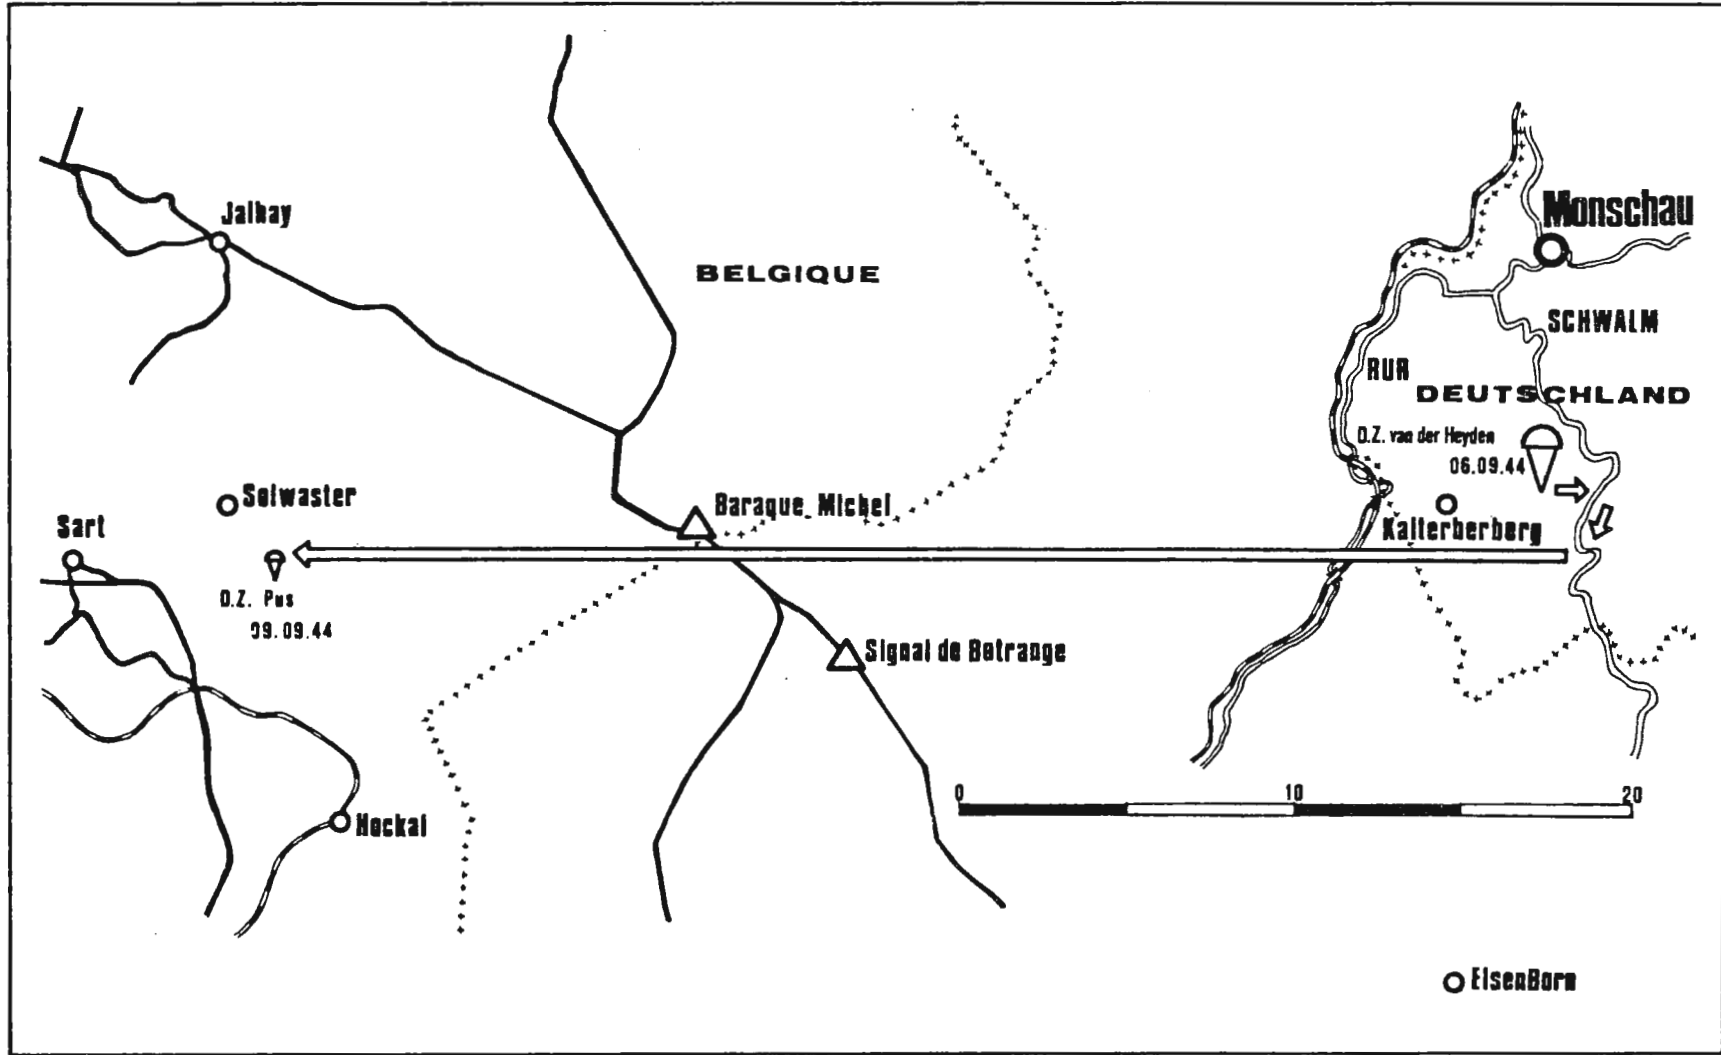 Jalhay
BELGIQUE
Monschau
SCHWALM
RUR
DEUTSCHLAND
D.Z. van der Heyden
06.09.44
Kalterberberg
Solwaster
Sart
Baraque Michel
D.Z. Pus
09.09.44
Signal de Botrange
Hockai
0 10 20
ElsenBorn